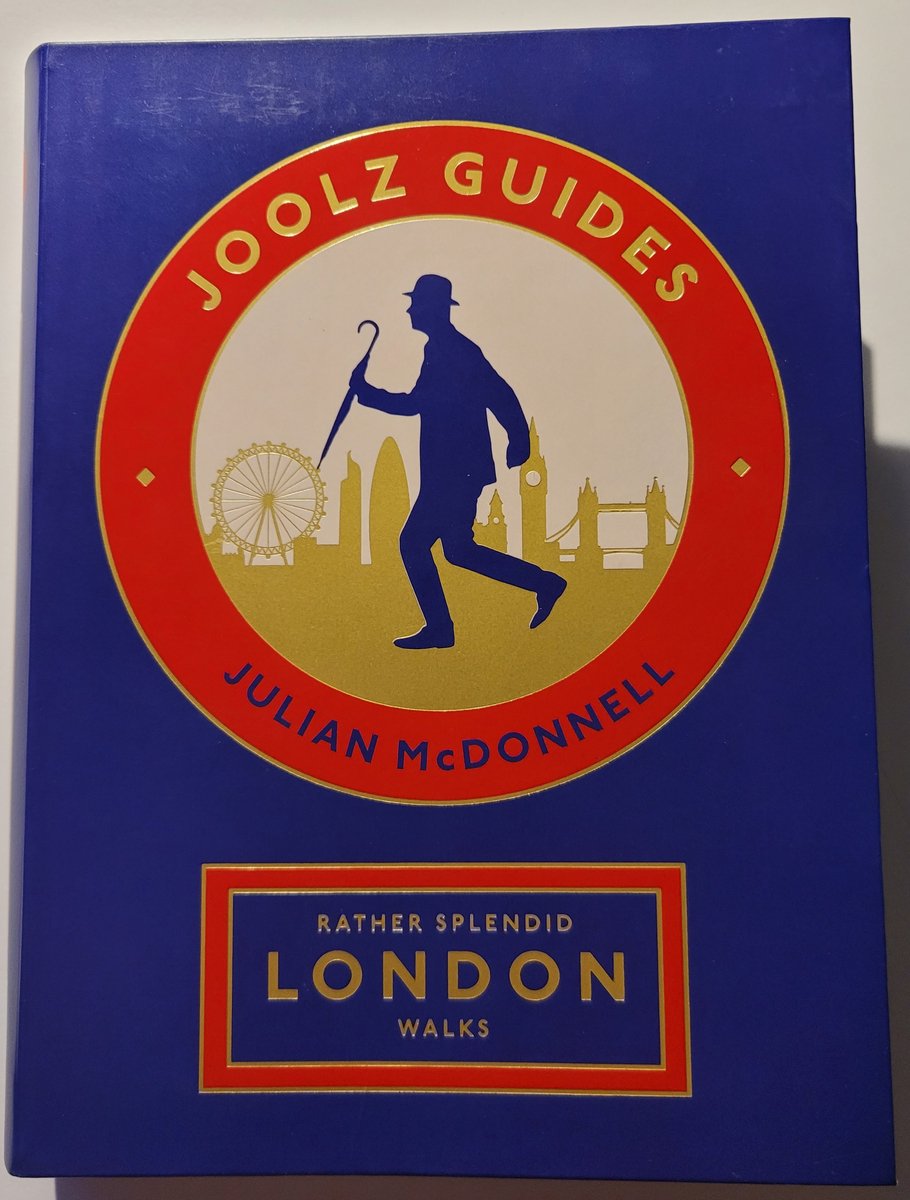 JOOLZ GUIDES
JULIAN McDONNELL
RATHER SPLENDID
LONDON
WALKS